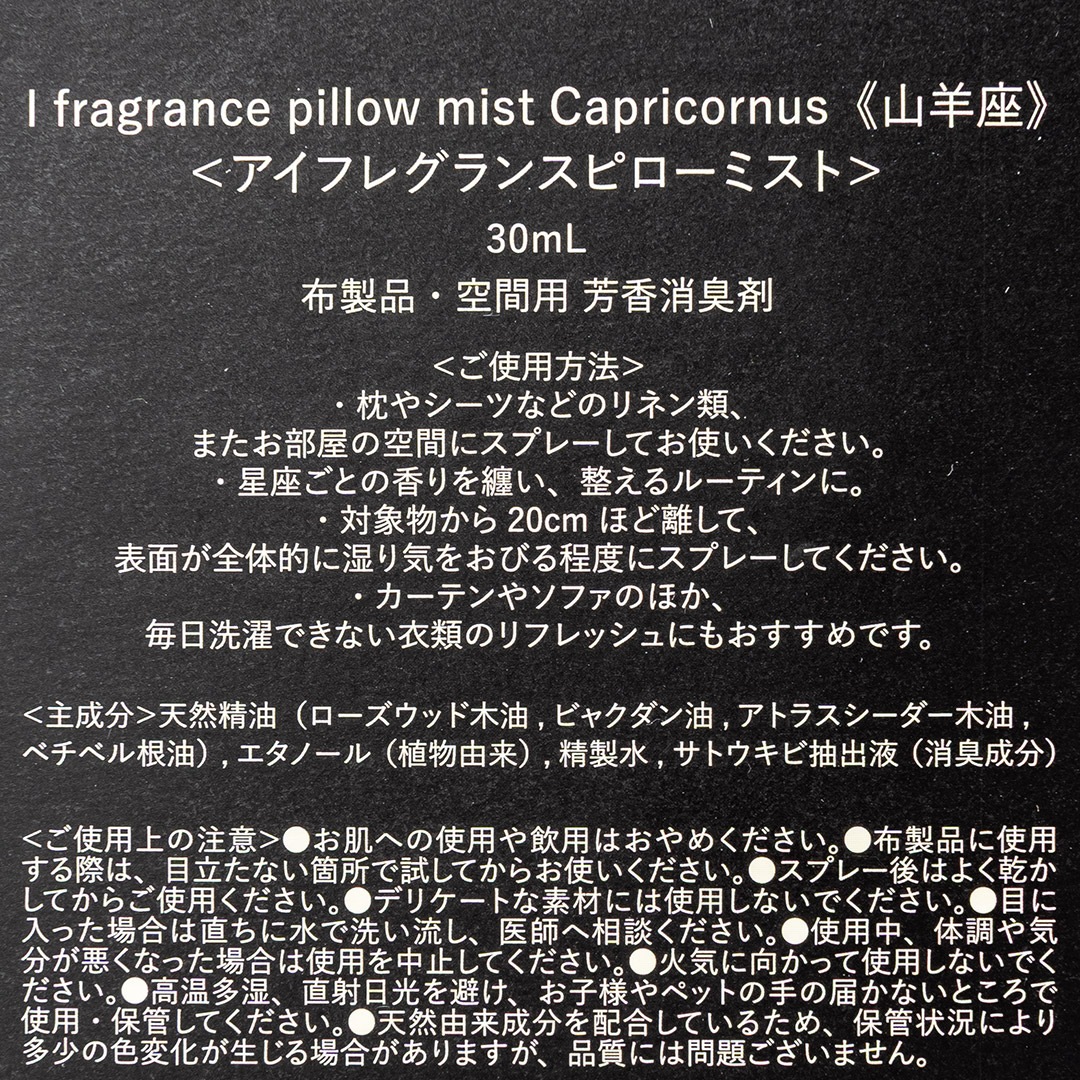 I fragrance pillow mist Capricornus《山羊座》
<アイフレグランスピローミスト>
30mL
布製品・空間用 芳香消臭剤
<ご使用方法>
・枕やシーツなどのリネン類、
またお部屋の空間にスプレーしてお使いください。
・星座ごとの香りを纏い、整えるルーティンに。
・対象物から 20cm ほど離して、
表面が全体的に湿り気をおびる程度にスプレーしてください。
・カーテンやソファのほか、
毎日洗濯できない衣類のリフレッシュにもおすすめです。
<主成分>天然精油（ローズウッド木油 , ビャクダン油 , アトラスシーダー木油 ,
ベチベル根油）, エタノール（植物由来）, 精製水 , サトウキビ抽出液（消臭成分）
<ご使用上の注意>●お肌への使用や飲用はおやめください。●布製品に使用
する際は、目立たない箇所で試してからお使いください。●スプレー後はよく乾か
してからご使用ください。●デリケートな素材には使用しないでください。●目に
入った場合は直ちに水で洗い流し、医師へ相談ください。●使用中、体調や気
分が悪くなった場合は使用を中止してください。●火気に向かって使用しないでく
ださい。●高温多湿、直射日光を避け、お子様やペットの手の届かないところで
使用・保管してください。●天然由来成分を配合しているため、保管状況により
多少の色変化が生じる場合がありますが、品質には問題ございません。